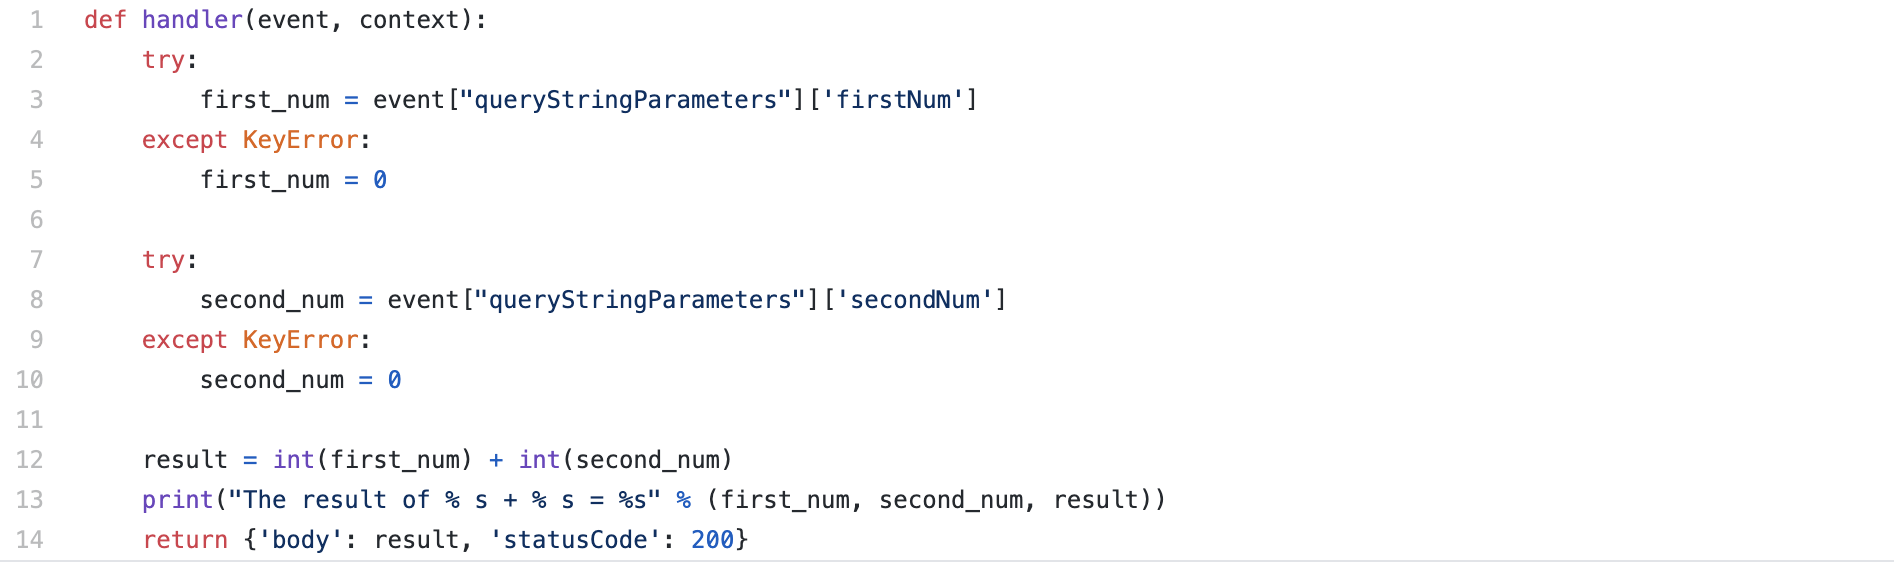 1 def handler(event, context):
2     try:
3         first_num = event["queryStringParameters"]['firstNum']
4     except KeyError:
5         first_num = 0
6
7     try:
8         second_num = event["queryStringParameters"]['secondNum']
9     except KeyError:
10         second_num = 0
11
12     result = int(first_num) + int(second_num)
13     print("The result of % s + % s = %s" % (first_num, second_num, result))
14     return {'body': result, 'statusCode': 200}